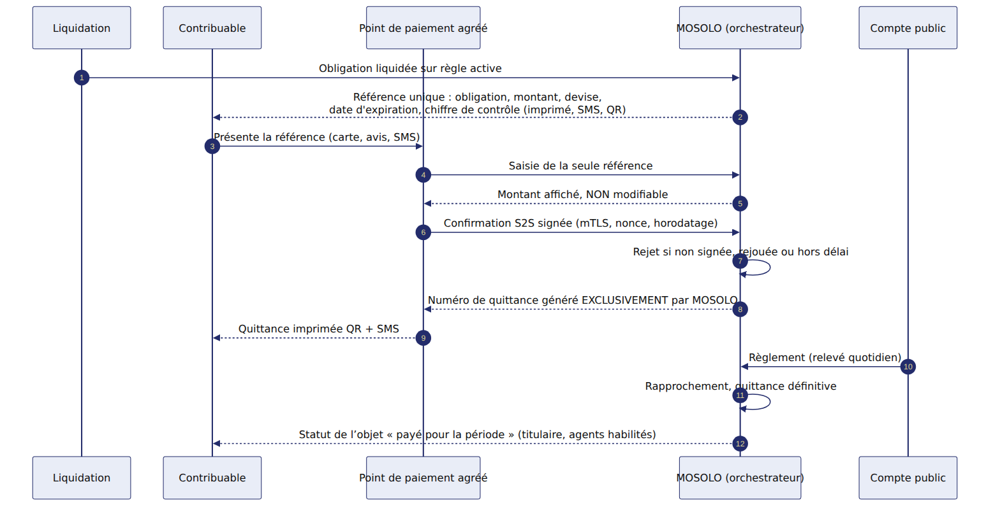 Liquidation
Contribuable
Point de paiement agréé
MOSOLO (orchestrateur)
Compte public
Obligation liquidée sur règle active
1
Référence unique : obligation, montant, devise,
date d'expiration, chiffre de contrôle (imprimé, SMS, QR)
2
Présente la référence (carte, avis, SMS)
3
Saisie de la seule référence
4
Montant affiché, NON modifiable
5
Confirmation S2S signée (mTLS, nonce, horodatage)
6
Rejet si non signée, rejouée ou hors délai
7
Numéro de quittance généré EXCLUSIVEMENT par MOSOLO
8
Quittance imprimée QR + SMS
9
Règlement (relevé quotidien)
10
Rapprochement, quittance définitive
11
Statut de l’objet « payé pour la période » (titulaire, agents habilités)
12
Liquidation
Contribuable
Point de paiement agréé
MOSOLO (orchestrateur)
Compte public